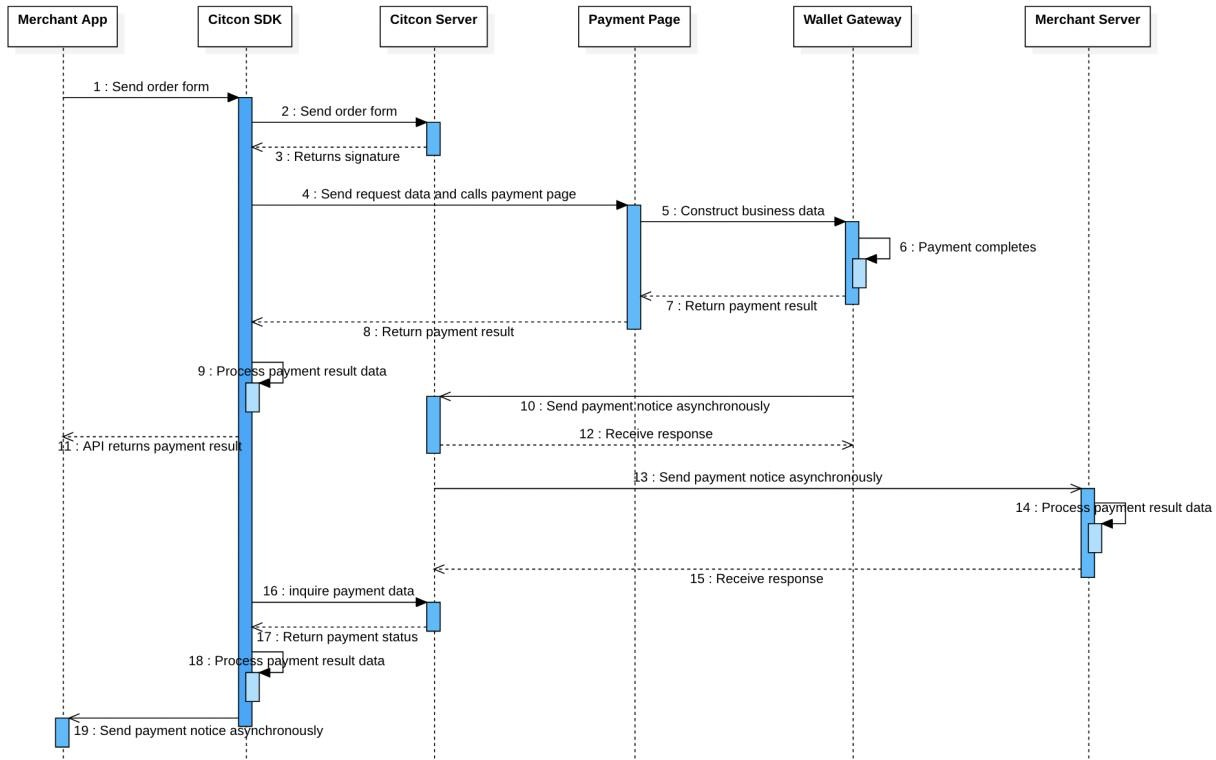 Merchant App
Citcon SDK
Citcon Server
Payment Page
Wallet Gateway
Merchant Server
1 : Send order form
2 : Send order form
3 : Returns signature
4 : Send request data and calls payment page
5 : Construct business data
6 : Payment completes
7 : Return payment result
8 : Return payment result
9 : Process payment result data
10 : Send payment notice asynchronously
12 : Receive response
11 : API returns payment result
13 : Send payment notice asynchronously
14 : Process payment result data
15 : Receive response
16 : inquire payment data
17 : Return payment status
18 : Process payment result data
19 : Send payment notice asynchronously